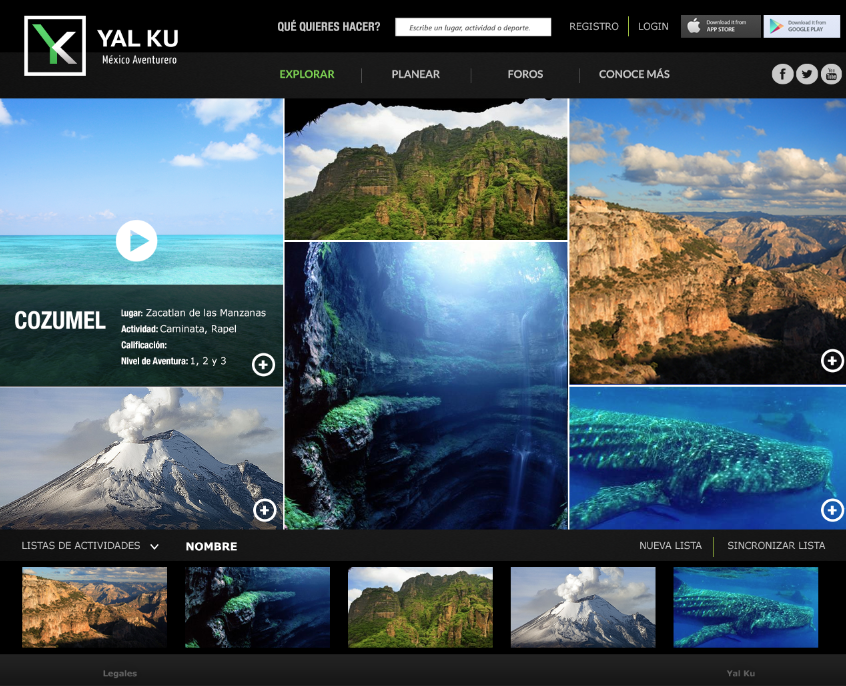 YAL KU
México Aventurero
QUÉ QUIERES HACER?
Escribe un lugar, actividad o deporte.
REGISTRO
LOGIN
Download it from
APP STORE
Download it from
GOOGLE PLAY
EXPLORAR
PLANEAR
FOROS
CONOCE MÁS
You
Tube
COZUMEL
Lugar: Zacatlan de las Manzanas
Actividad: Caminata, Rapel
Calificación:
Nivel de Aventura: 1, 2 y 3
LISTAS DE ACTIVIDADES
NOMBRE
NUEVA LISTA
SINCRONIZAR LISTA
Legales
Yal Ku